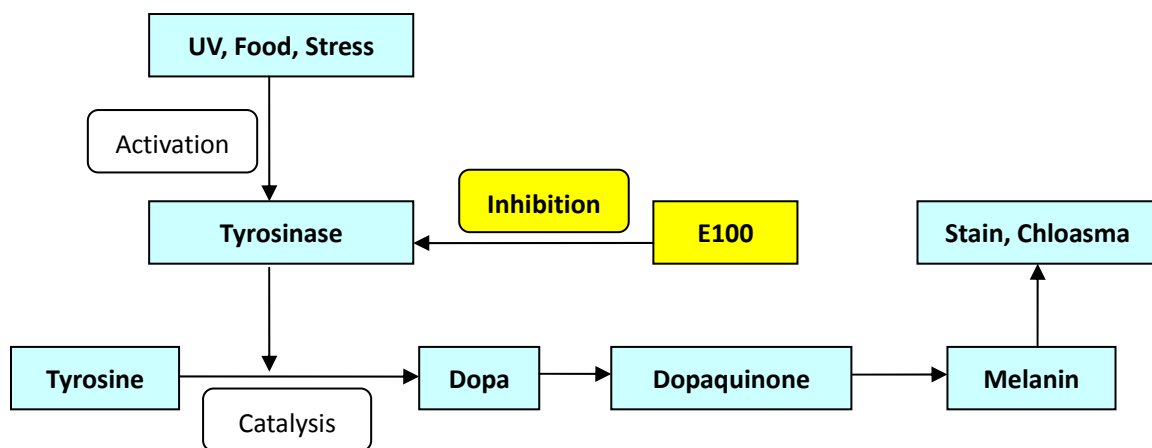 UV, Food, Stress
Activation
Inhibition
Tyrosinase
E100
Stain, Chloasma
Tyrosine
Dopa
Dopaquinone
Melanin
Catalysis